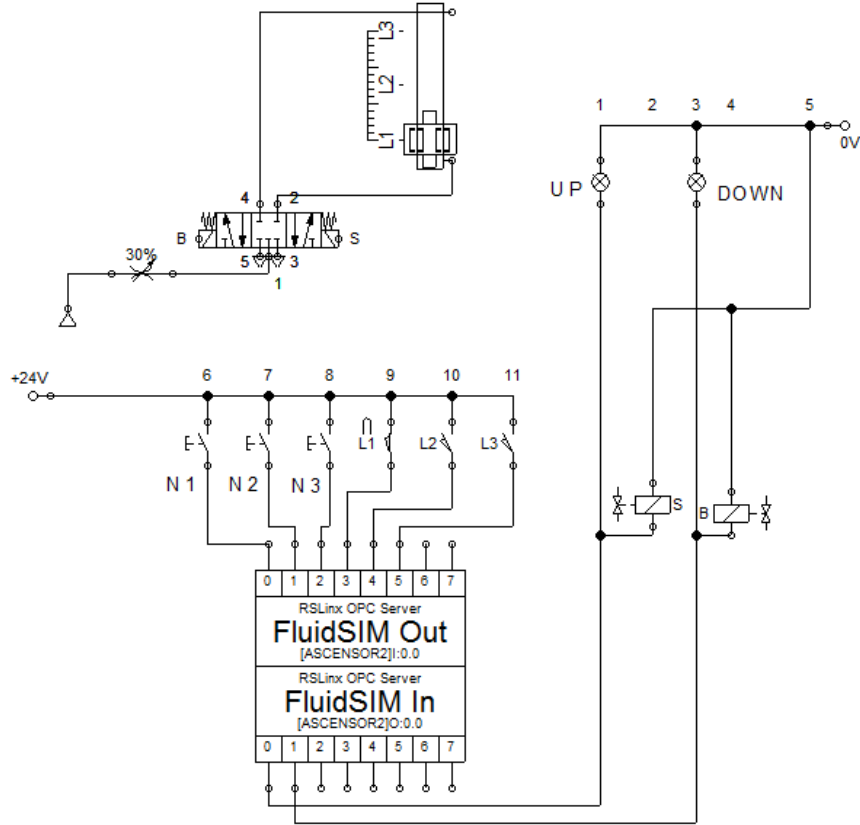 L3
L2
L1
4 2
B S
5 3
1
30%
1 2 3 4 5
0V
UP
DOWN
+24V
6 7 8 9 10 11
L1 L2 L3
N 1 N 2 N 3
S
B
0 1 2 3 4 5 6 7
RSLinx OPC Server
FluidSIM Out
[ASCENSOR2]I:0.0
RSLinx OPC Server
FluidSIM In
[ASCENSOR2]O:0.0
0 1 2 3 4 5 6 7